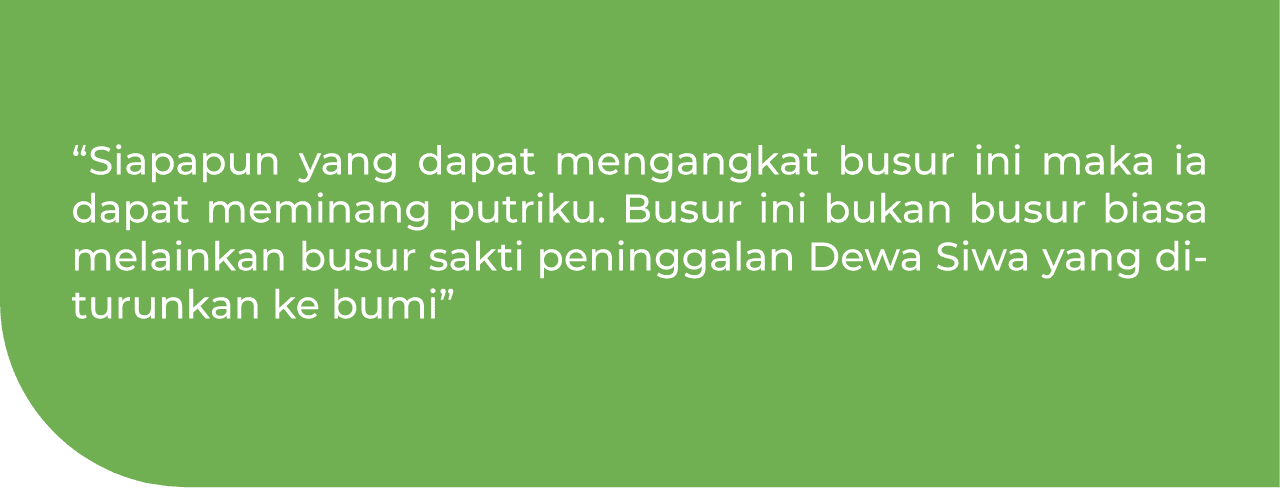 “Siapapun yang dapat mengangkat busur ini maka ia
dapat meminang putriku. Busur ini bukan busur biasa
melainkan busur sakti peninggalan Dewa Siwa yang di-
turunkan ke bumi”